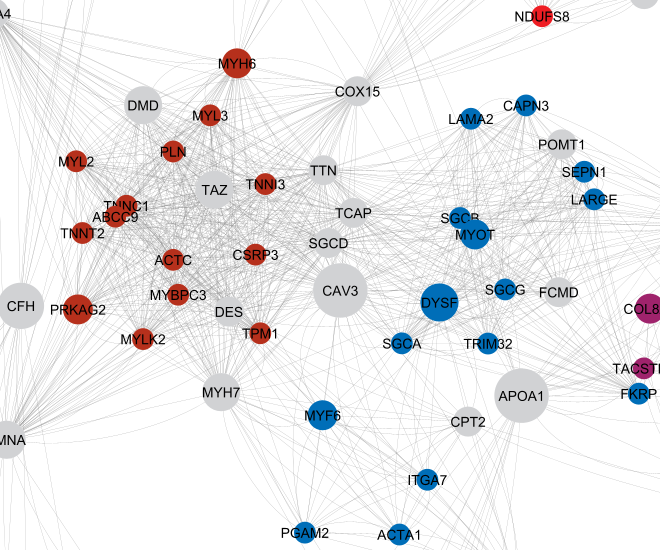 A4
NDUFS8
MYH6
COX15
DMD
MYL3
CAPN3
LAMA2
PLN
POMT1
MYL2
TTN
SEPN1
TAZ
TNNI3
LARGE
TNNC1
TCAP
ABCC9
SGCB
TNNT2
MYOT
SGCD
CSRP3
ACTC
CAV3
SGCG
FCMD
MYBPC3
DYSF
CFH
PRKAG2
DES
COL8
TPM1
MYLK2
SGCA
TRIM32
TACSTI
MYH7
APOA1
FKRP
MYF6
CPT2
MNA
ITGA7
PGAM2
ACTA1